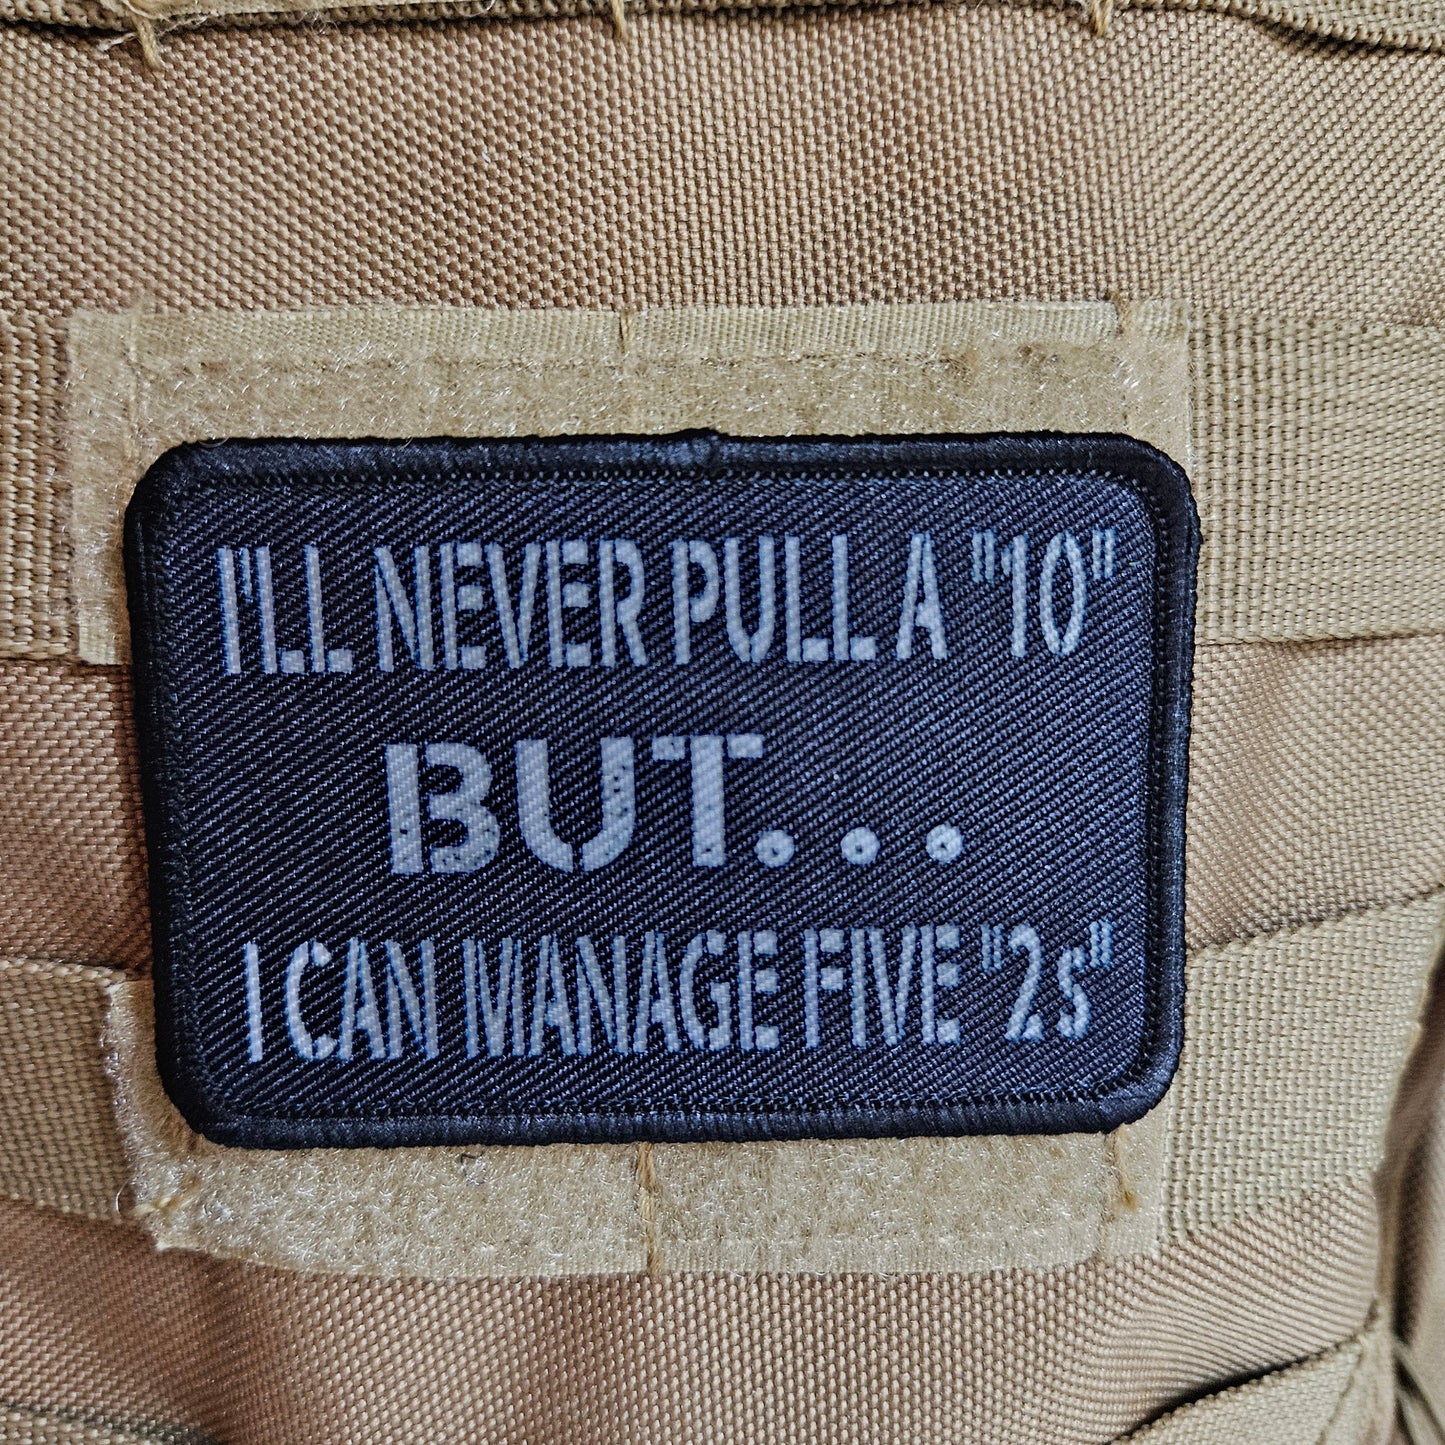 I'LL NEVER PULL A "10"
BUT...
I CAN MANAGE FIVE "2s"